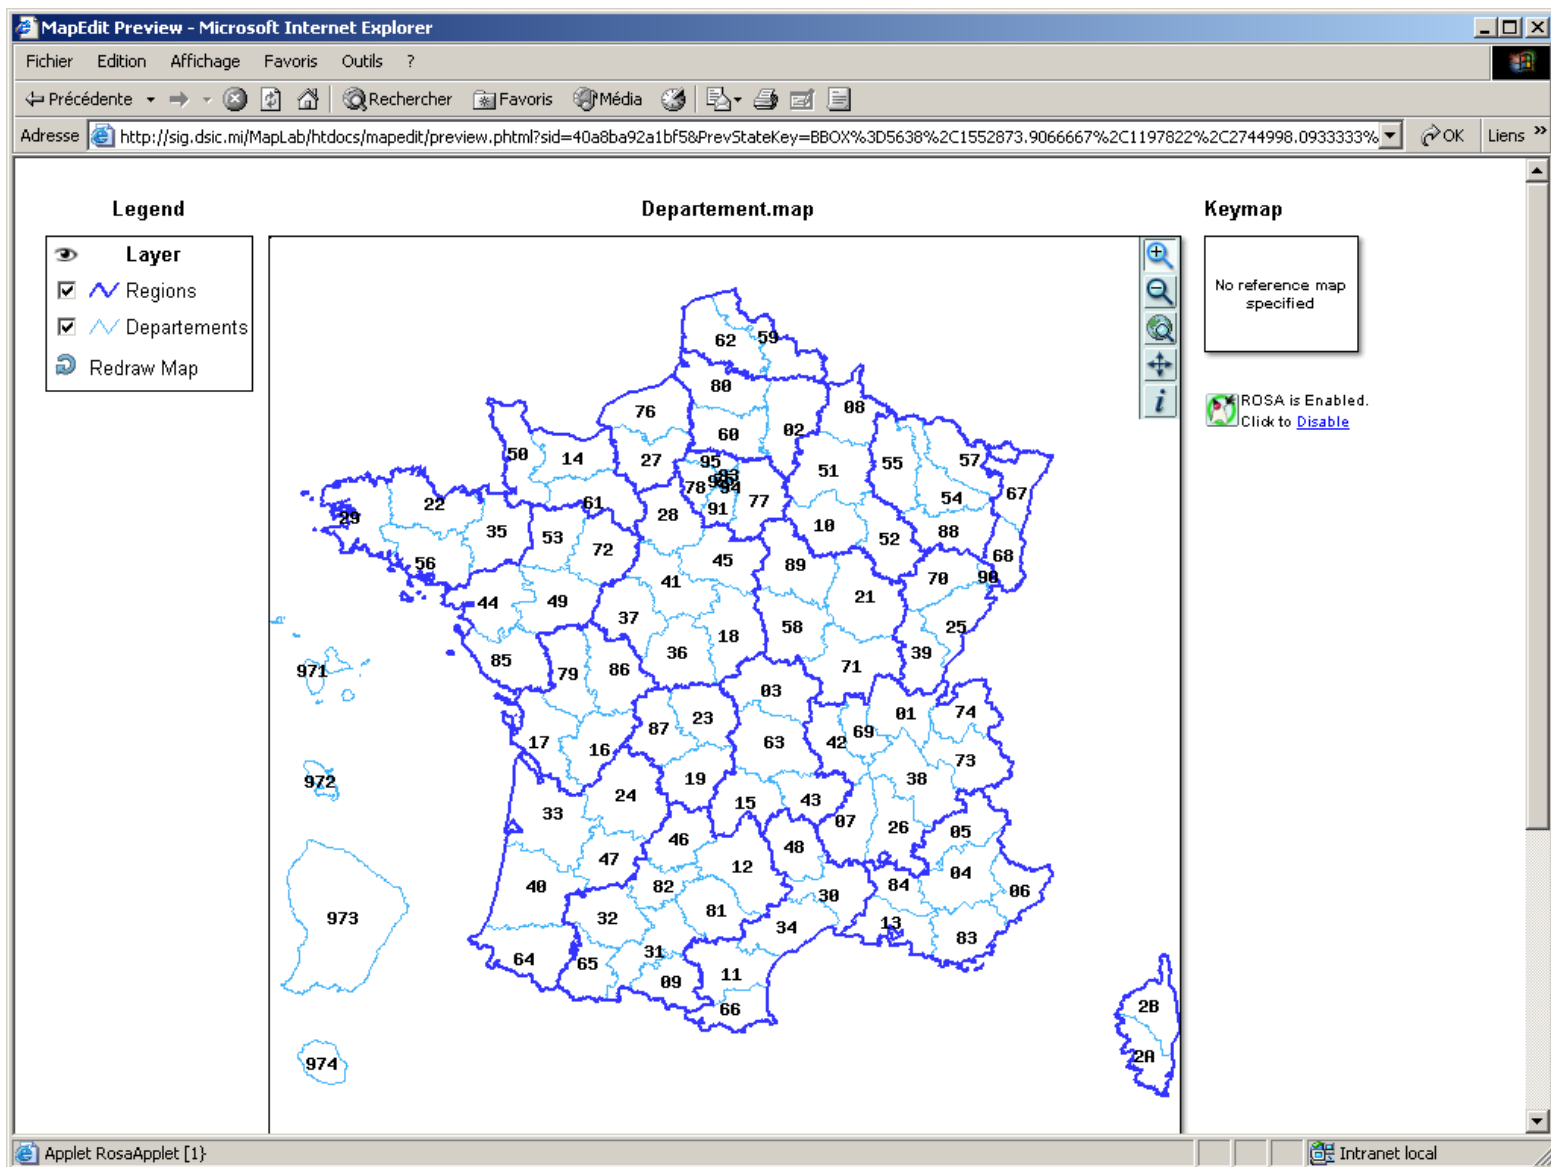 MapEdit Preview - Microsoft Internet Explorer
Fichier Edition Affichage Favoris Outils ?
Précédente Rechercher Favoris Média
Adresse http://sig.dsic.mi/MapLab/htdocs/mapedit/preview.phtml?sid=40a8ba92a1bf5&PrevStateKey=BBOX%3D5638%2C1552873.9066667%2C1197822%2C2744998.0933333% OK Liens »
Legend Departement.map Keymap
Layer
Regions
Departements
Redraw Map
No reference map
specified
ROSA is Enabled.
Click to Disable
62 59
80
76 08
60 02
50 14 27 95 51 55 57
93
78 94 77 54 67
22 61 91
29 28 10 88
35 53 52
72 45 68
56 89 70 90
41
44 49 21
37 58 25
18
36 39
85 79 86 71
971
03
87 23 01 74
17 16 63 42 69
73
972 19 38
24 15 43
33 07 26 05
46 48
47 12 04
40 82 30 84 06
973 32 81
34 13
83
31
64 65 09 11
66
2B
974 2A
Applet RosaApplet [1} Intranet local